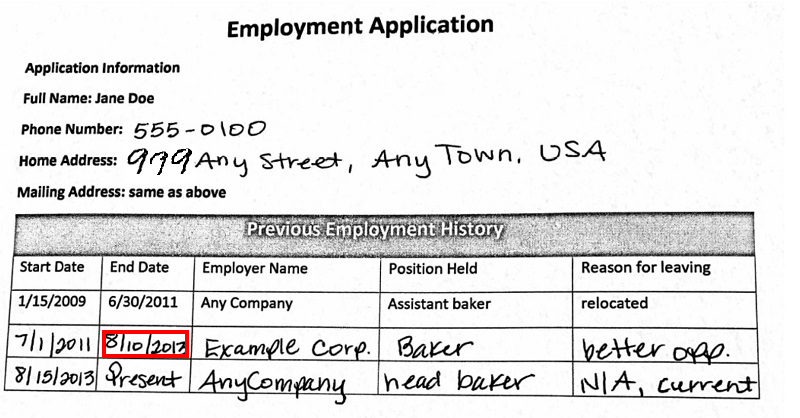 Employment Application
Application Information
Full Name: Jane Doe
Phone Number: 555-0100
Home Address: 979 Any Street, Any Town, USA
Mailing Address: same as above
Previous Employment History
Start Date End Date Employer Name Position Held Reason for leaving
1/15/2009 6/30/2011 Any Company Assistant baker relocated
7/1/2011 8/10/2013 Example Corp. Baker better opp.
8/15/2013 Present AnyCompany head baker N/A, current